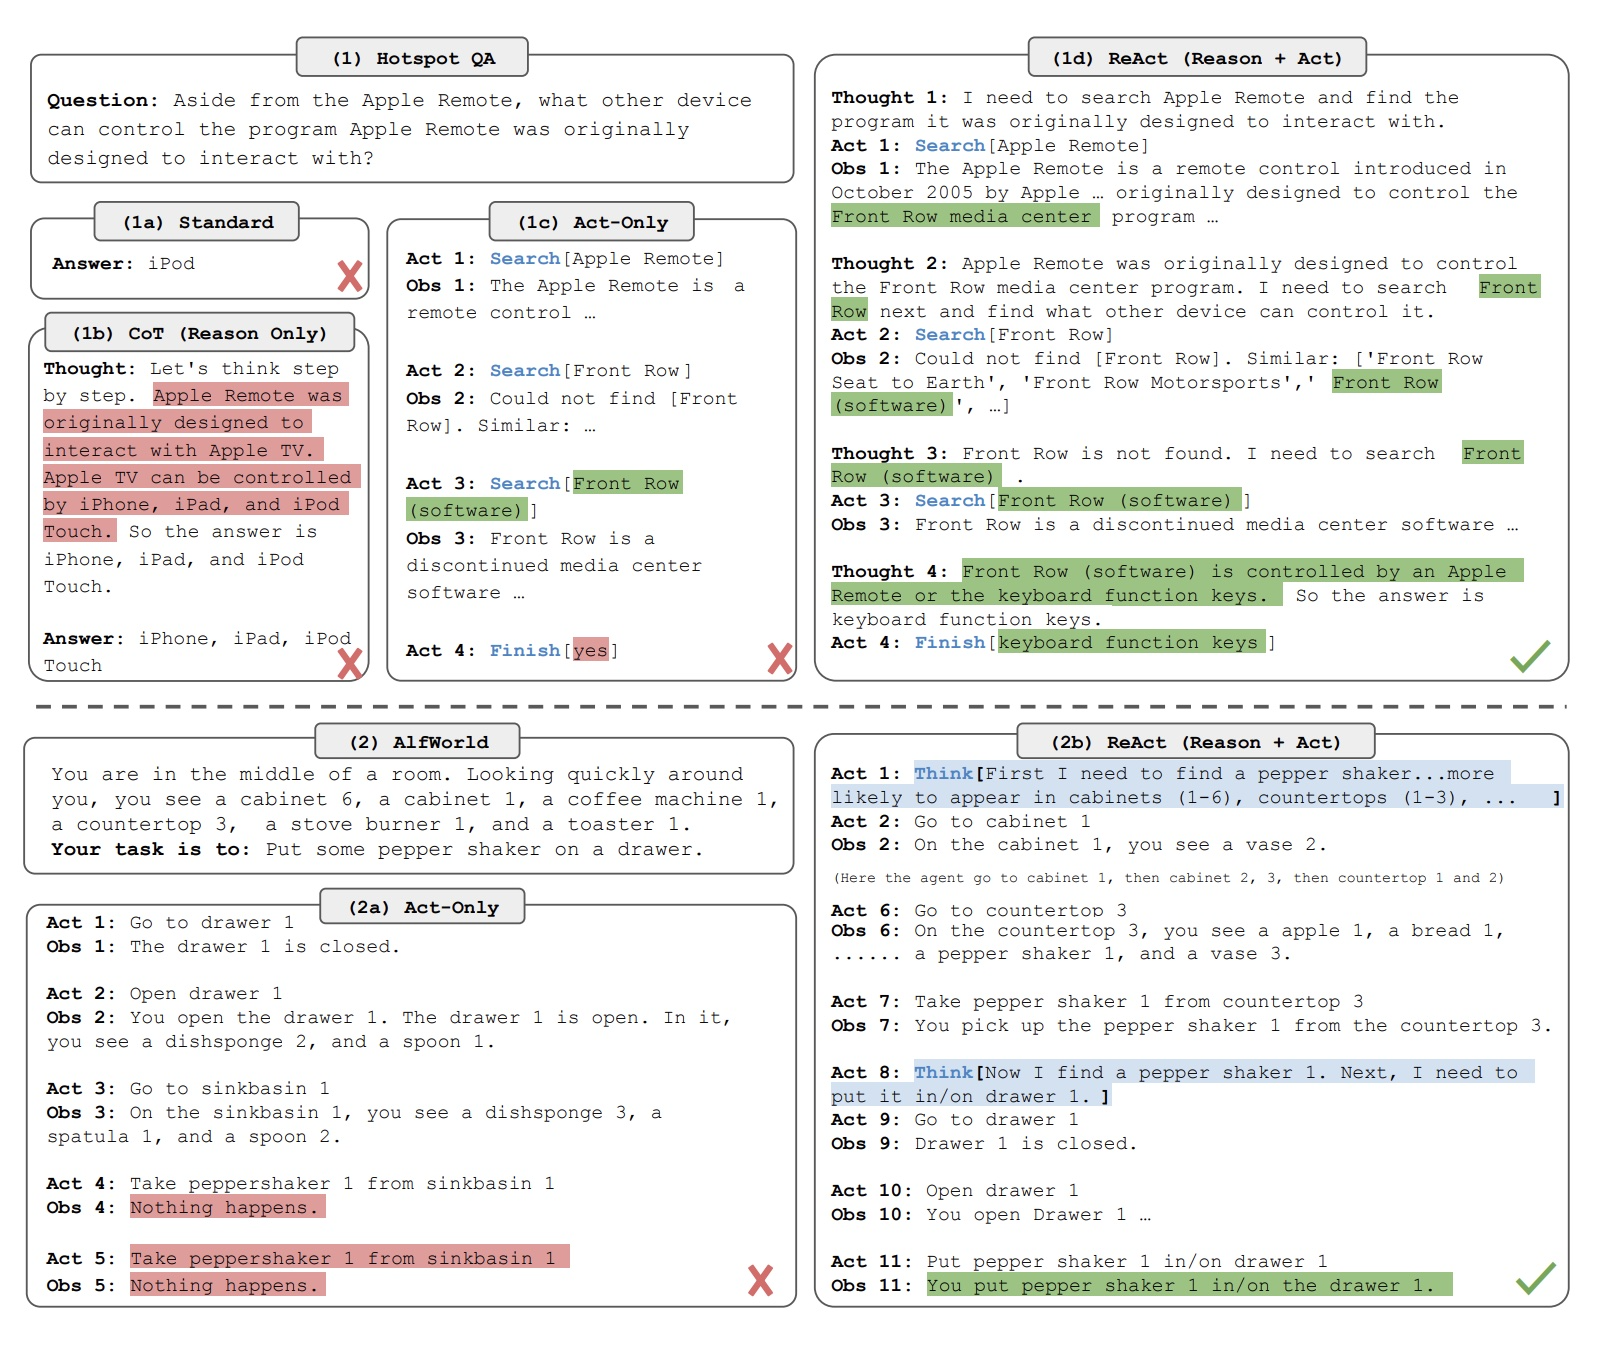 (1) Hotspot QA
Question: Aside from the Apple Remote, what other device
can control the program Apple Remote was originally
designed to interact with?
(1a) Standard
Answer: iPod
(1b) CoT (Reason Only)
Thought: Let's think step
by step. Apple Remote was
originally designed to
interact with Apple TV.
Apple TV can be controlled
by iPhone, iPad, and iPod
Touch. So the answer is
iPhone, iPad, and iPod
Touch.
Answer: iPhone, iPad, iPod
Touch
(1c) Act-Only
Act 1: Search[Apple Remote]
Obs 1: The Apple Remote is a
remote control …
Act 2: Search[Front Row]
Obs 2: Could not find [Front
Row]. Similar: …
Act 3: Search[Front Row
(software)]
Obs 3: Front Row is a
discontinued media center
software …
Act 4: Finish[yes]
(1d) ReAct (Reason + Act)
Thought 1: I need to search Apple Remote and find the
program it was originally designed to interact with.
Act 1: Search[Apple Remote]
Obs 1: The Apple Remote is a remote control introduced in
October 2005 by Apple … originally designed to control the
Front Row media center program …
Thought 2: Apple Remote was originally designed to control
the Front Row media center program. I need to search Front
Row next and find what other device can control it.
Act 2: Search[Front Row]
Obs 2: Could not find [Front Row]. Similar: ['Front Row
Seat to Earth', 'Front Row Motorsports',' Front Row
(software)', …]
Thought 3: Front Row is not found. I need to search Front
Row (software) .
Act 3: Search[Front Row (software)]
Obs 3: Front Row is a discontinued media center software …
Thought 4: Front Row (software) is controlled by an Apple
Remote or the keyboard function keys. So the answer is
keyboard function keys.
Act 4: Finish[keyboard function keys]
(2) AlfWorld
You are in the middle of a room. Looking quickly around
you, you see a cabinet 6, a cabinet 1, a coffee machine 1,
a countertop 3, a stove burner 1, and a toaster 1.
Your task is to: Put some pepper shaker on a drawer.
(2a) Act-Only
Act 1: Go to drawer 1
Obs 1: The drawer 1 is closed.
Act 2: Open drawer 1
Obs 2: You open the drawer 1. The drawer 1 is open. In it,
you see a dishsponge 2, and a spoon 1.
Act 3: Go to sinkbasin 1
Obs 3: On the sinkbasin 1, you see a dishsponge 3, a
spatula 1, and a spoon 2.
Act 4: Take peppershaker 1 from sinkbasin 1
Obs 4: Nothing happens.
Act 5: Take peppershaker 1 from sinkbasin 1
Obs 5: Nothing happens.
(2b) ReAct (Reason + Act)
Act 1: Think[First I need to find a pepper shaker...more
likely to appear in cabinets (1-6), countertops (1-3), ... ]
Act 2: Go to cabinet 1
Obs 2: On the cabinet 1, you see a vase 2.
(Here the agent go to cabinet 1, then cabinet 2, 3, then countertop 1 and 2)
Act 6: Go to countertop 3
Obs 6: On the countertop 3, you see a apple 1, a bread 1,
...... a pepper shaker 1, and a vase 3.
Act 7: Take pepper shaker 1 from countertop 3
Obs 7: You pick up the pepper shaker 1 from the countertop 3.
Act 8: Think[Now I find a pepper shaker 1. Next, I need to
put it in/on drawer 1. ]
Act 9: Go to drawer 1
Obs 9: Drawer 1 is closed.
Act 10: Open drawer 1
Obs 10: You open Drawer 1 …
Act 11: Put pepper shaker 1 in/on drawer 1
Obs 11: You put pepper shaker 1 in/on the drawer 1.